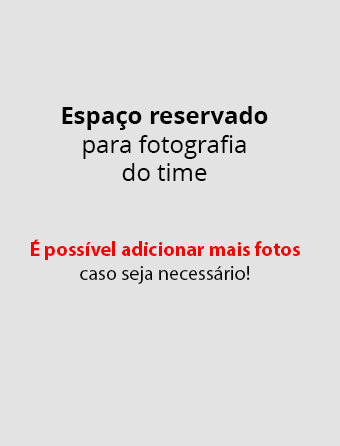 Espaço reservado
para fotografia
do time
É possível adicionar mais fotos
caso seja necessário!